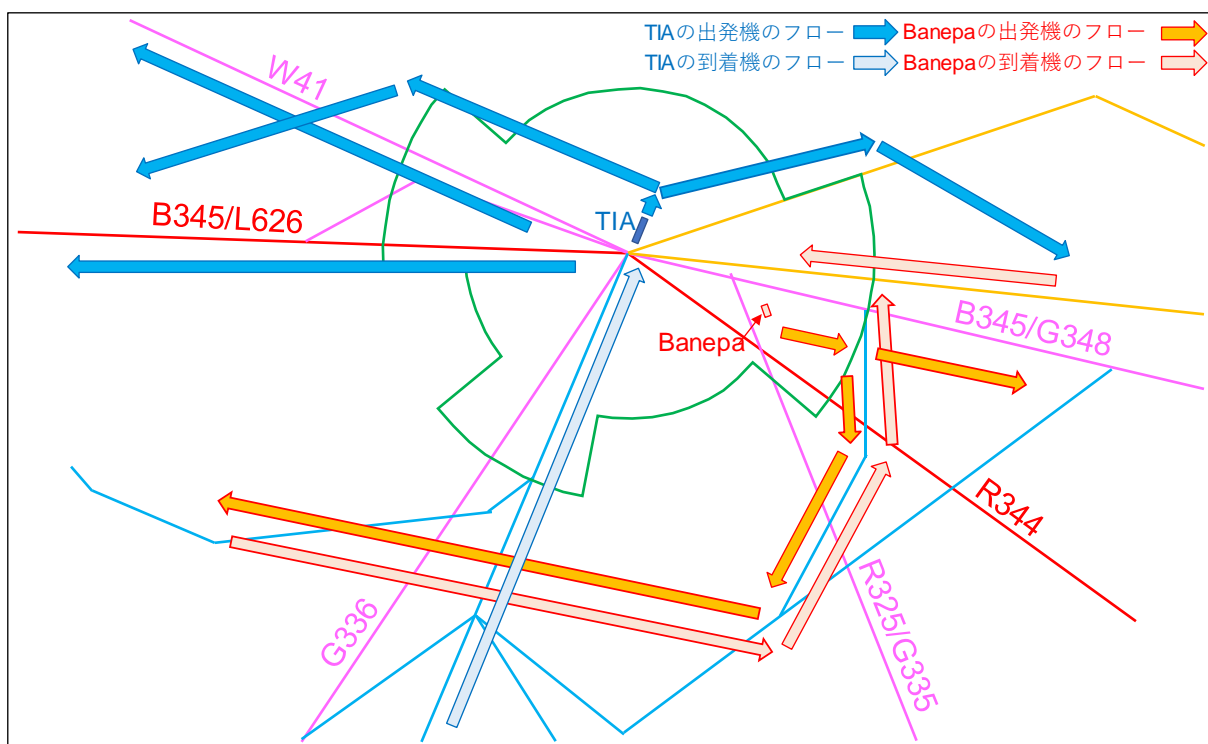 TIAの出発機のフロー
Banepaの出発機のフロー
TIAの到着機のフロー
Banepaの到着機のフロー
W41
B345/L626
TIA
Banepa
B345/G348
R344
R325/G335
G336